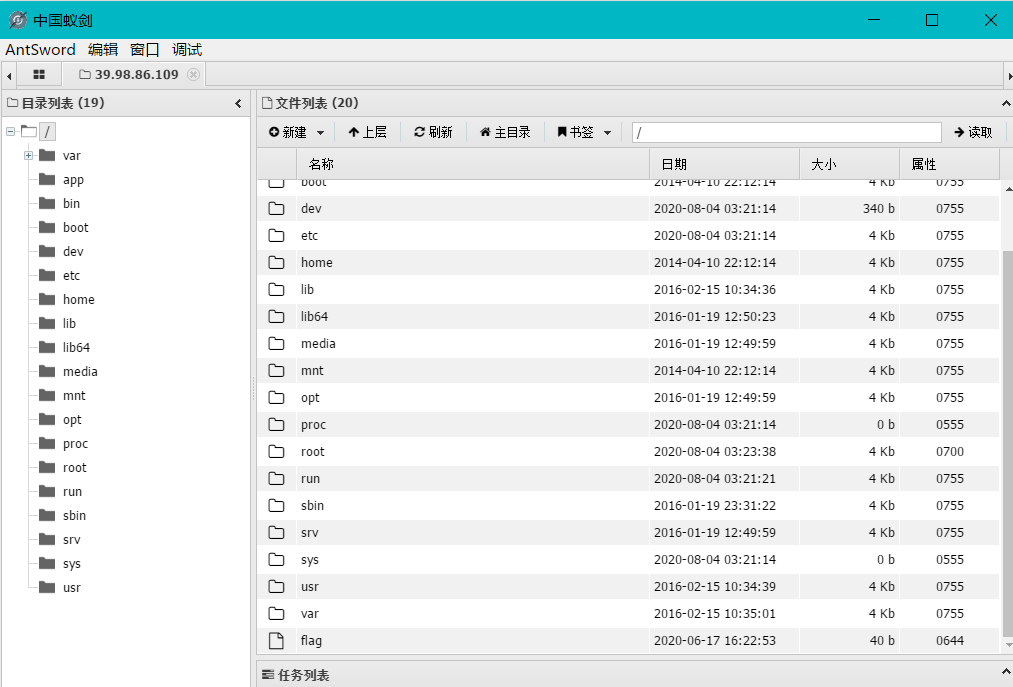 中国蚁剑
AntSword 编辑 窗口 调试
39.98.86.109
目录列表 (19)
/
var
app
bin
boot
dev
etc
home
lib
lib64
media
mnt
opt
proc
root
run
sbin
srv
sys
usr
文件列表 (20)
新建 上层 刷新 主目录 书签 / 读取
名称 日期 大小 属性
boot 2014-04-10 22:12:14 4 Kb 0755
dev 2020-08-04 03:21:14 340 b 0755
etc 2020-08-04 03:21:14 4 Kb 0755
home 2014-04-10 22:12:14 4 Kb 0755
lib 2016-02-15 10:34:36 4 Kb 0755
lib64 2016-01-19 12:50:23 4 Kb 0755
media 2016-01-19 12:49:59 4 Kb 0755
mnt 2014-04-10 22:12:14 4 Kb 0755
opt 2016-01-19 12:49:59 4 Kb 0755
proc 2020-08-04 03:21:14 0 b 0555
root 2020-08-04 03:23:38 4 Kb 0700
run 2020-08-04 03:21:21 4 Kb 0755
sbin 2016-01-19 23:31:22 4 Kb 0755
srv 2016-01-19 12:49:59 4 Kb 0755
sys 2020-08-04 03:21:14 0 b 0555
usr 2016-02-15 10:34:39 4 Kb 0755
var 2016-02-15 10:35:01 4 Kb 0755
flag 2020-06-17 16:22:53 40 b 0644
任务列表